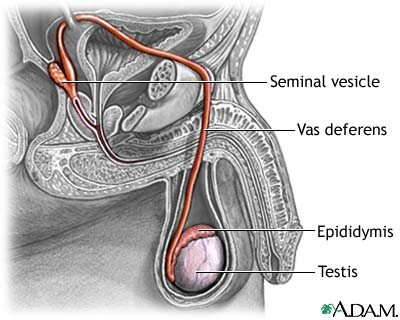 Seminal vesicle
Vas deferens
Epididymis
Testis
A.D.A.M.